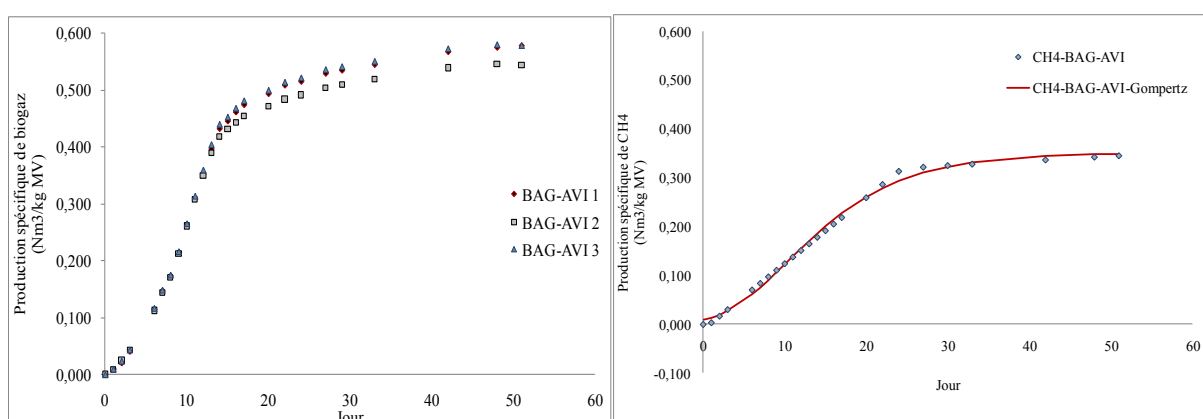 Production spécifique de biogaz
(Nm3/kg MV)
0,600
0,500
0,400
0,300
0,200
0,100
0,000
0
10
20
30
40
50
60
Jour
BAG-AVI 1
BAG-AVI 2
BAG-AVI 3
Production spécifique de CH4
(Nm3/kg MV)
0,600
0,500
0,400
0,300
0,200
0,100
0,000
-0,100
0
10
20
30
40
50
60
Jour
CH4-BAG-AVI
CH4-BAG-AVI-Gompertz